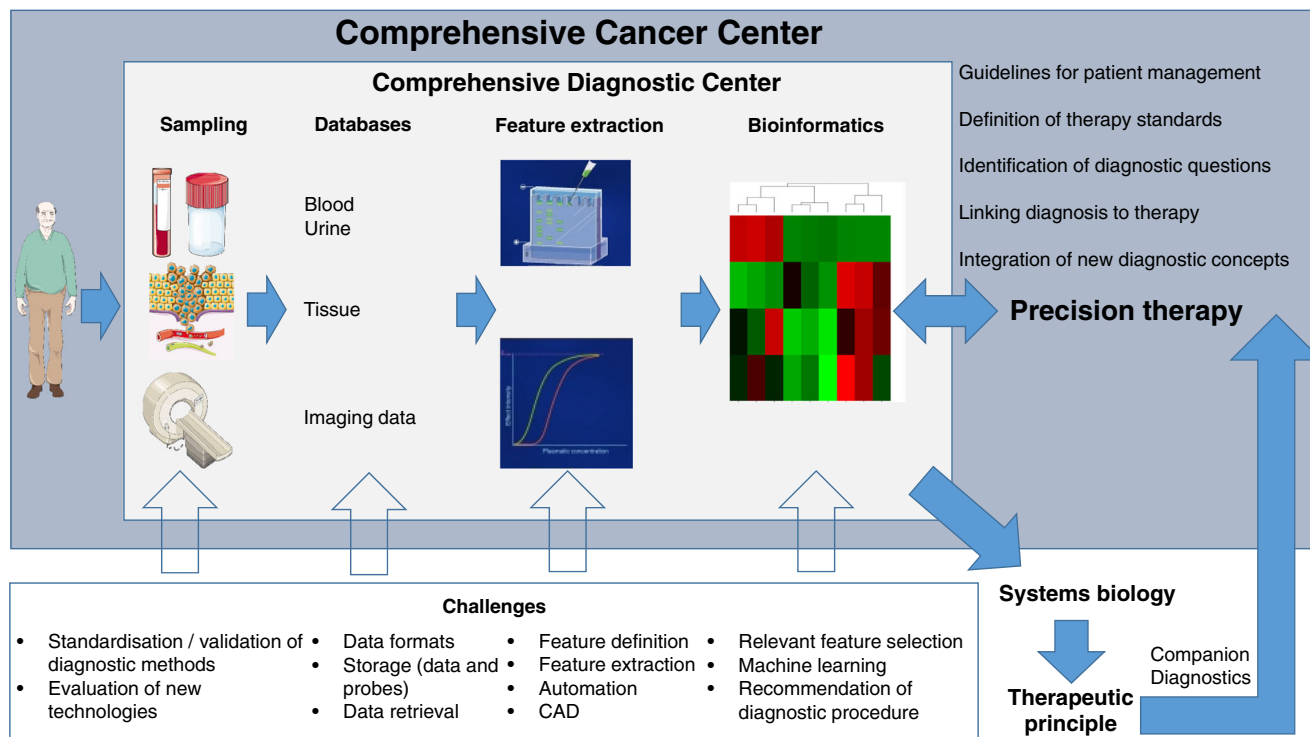 Comprehensive Cancer Center
Comprehensive Diagnostic Center
Sampling
Databases
Feature extraction
Bioinformatics
Blood
Urine
Tissue
Imaging data
Effect intensity
Plasmatic concentration
Guidelines for patient management
Definition of therapy standards
Identification of diagnostic questions
Linking diagnosis to therapy
Integration of new diagnostic concepts
Precision therapy
Challenges
• Standardisation / validation of
diagnostic methods
• Evaluation of new
technologies
• Data formats
• Storage (data and
probes)
• Data retrieval
• Feature definition
• Feature extraction
• Automation
• CAD
• Relevant feature selection
• Machine learning
• Recommendation of
diagnostic procedure
Systems biology
Therapeutic
principle
Companion
Diagnostics